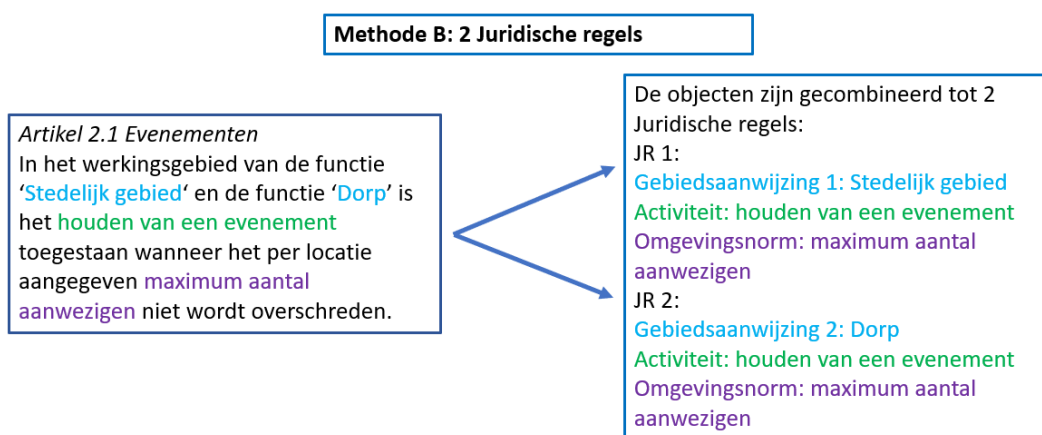 Methode B: 2 Juridische regels
Artikel 2.1 Evenementen
In het werkingsgebied van de functie
‘Stedelijk gebied‘ en de functie ‘Dorp’ is
het houden van een evenement
toegestaan wanneer het per locatie
aangegeven maximum aantal
aanwezigen niet wordt overschreden.
De objecten zijn gecombineerd tot 2
Juridische regels:
JR 1:
Gebiedsaanwijzing 1: Stedelijk gebied
Activiteit: houden van een evenement
Omgevingsnorm: maximum aantal
aanwezigen
JR 2:
Gebiedsaanwijzing 2: Dorp
Activiteit: houden van een evenement
Omgevingsnorm: maximum aantal
aanwezigen